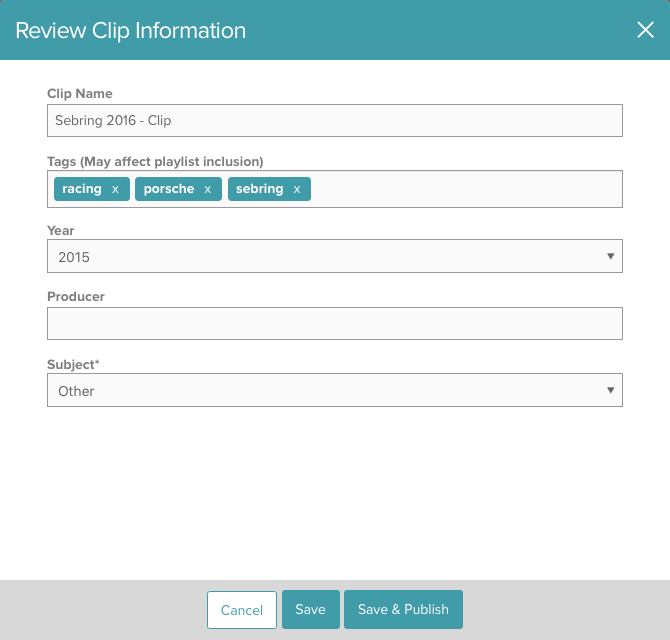 Review Clip Information
Clip Name
Sebring 2016 - Clip
Tags (May affect playlist inclusion)
racing x porsche x sebring x
Year
2015
Producer
Subject*
Other
Cancel Save Save & Publish